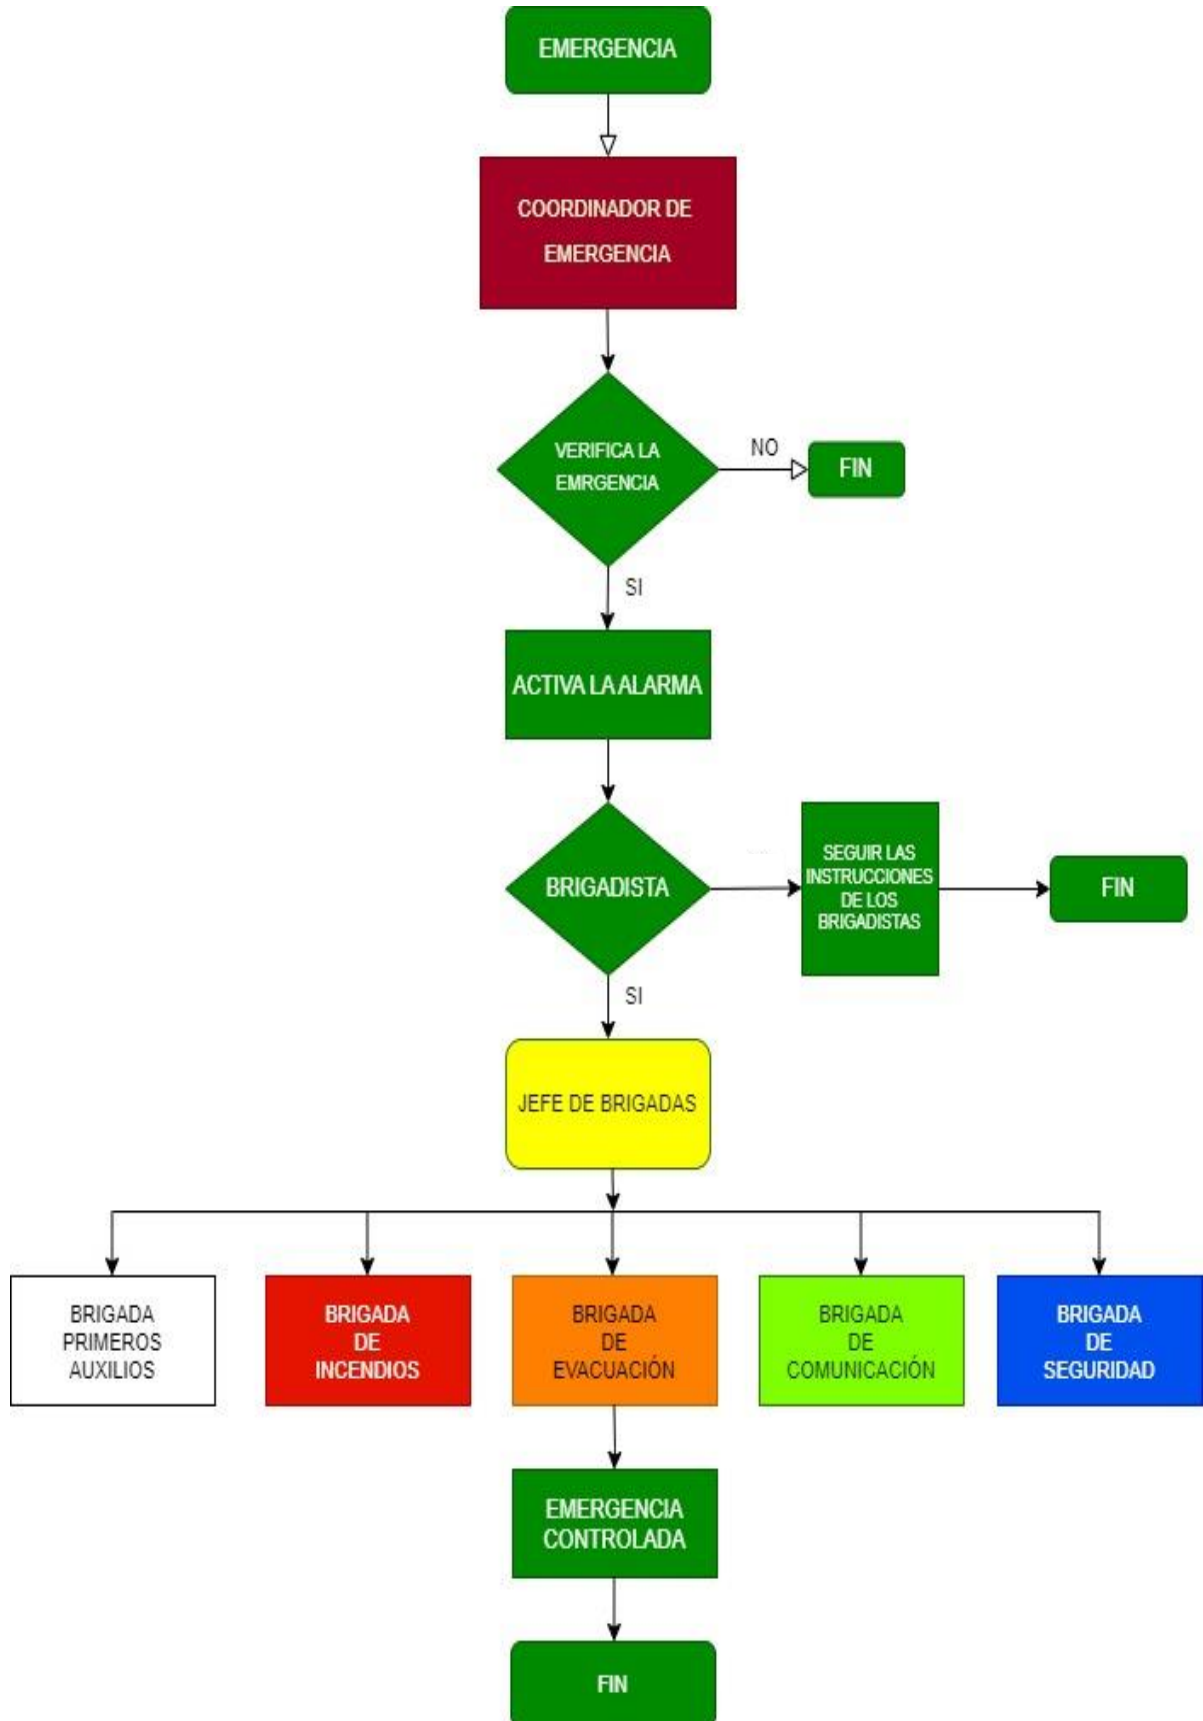 EMERGENCIA
COORDINADOR DE
EMERGENCIA
VERIFICA LA
EMRGENCIA
NO
FIN
SI
ACTIVA LA ALARMA
BRIGADISTA
SEGUIR LAS
INSTRUCCIONES
DE LOS
BRIGADISTAS
FIN
SI
JEFE DE BRIGADAS
BRIGADA
PRIMEROS
AUXILIOS
BRIGADA
DE
INCENDIOS
BRIGADA
DE
EVACUACIÓN
BRIGADA
DE
COMUNICACIÓN
BRIGADA
DE
SEGURIDAD
EMERGENCIA
CONTROLADA
FIN